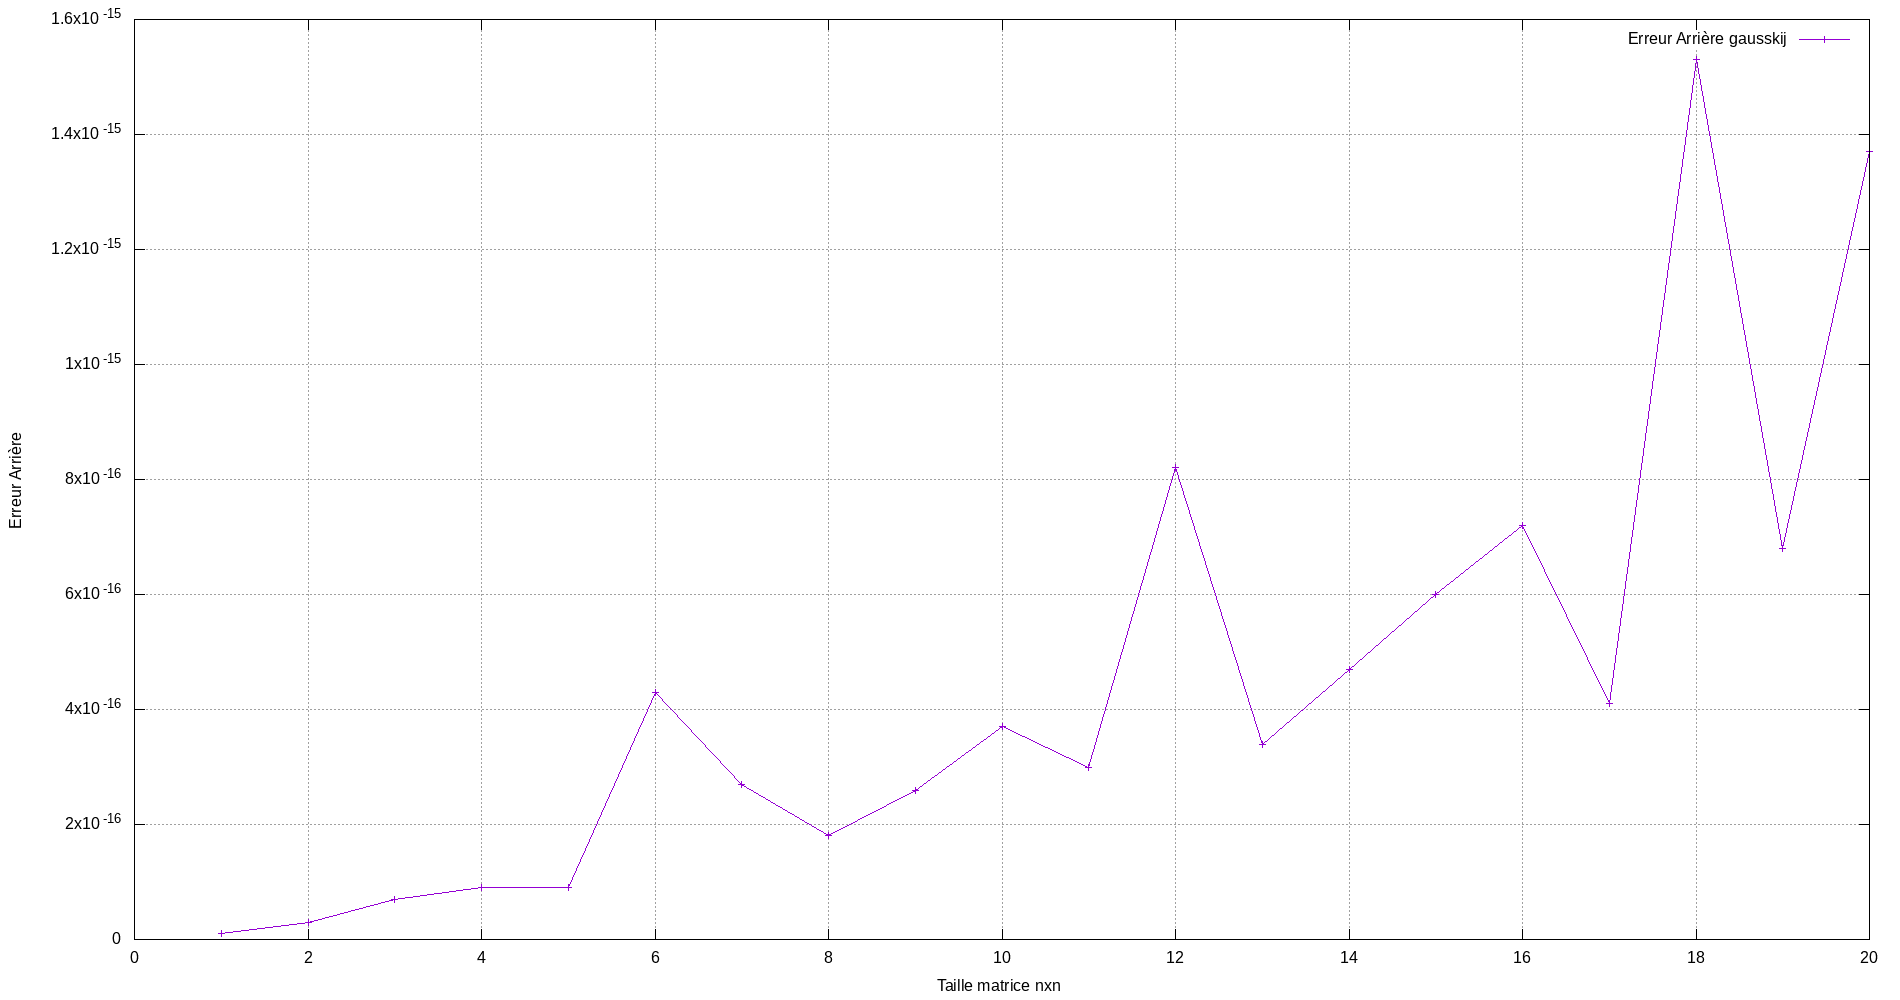 1.6x10 -15
Erreur Arrière gausskij
1.4x10 -15
1.2x10 -15
1x10 -15
8x10 -16
Erreur Arrière
6x10 -16
4x10 -16
2x10 -16
0
0 2 4 6 8 10 12 14 16 18 20
Taille matrice nxn